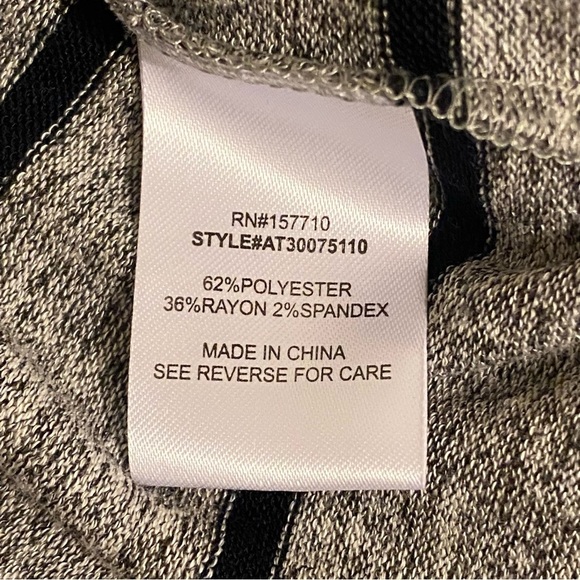 RN#157710
STYLE#AT30075110
62%POLYESTER
36%RAYON 2%SPANDEX
MADE IN CHINA
SEE REVERSE FOR CARE